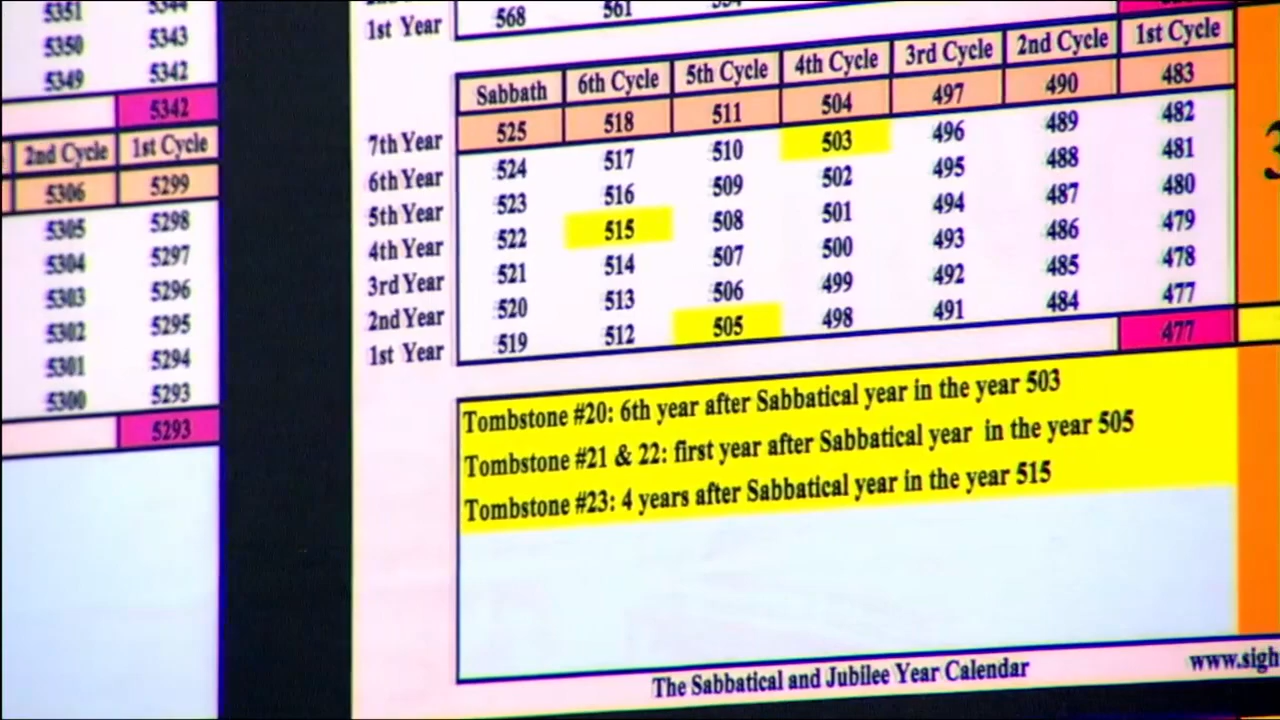 5351 5344
5350 5343
5349 5342
5342
2nd Cycle 1st Cycle
5306 5299
5305 5298
5304 5297
5303 5296
5302 5295
5301 5294
5300 5293
5293
1st Year 568 561
Sabbath 6th Cycle 5th Cycle 4th Cycle 3rd Cycle 2nd Cycle 1st Cycle
7th Year 525 518 511 504 497 490 483
6th Year 524 517 510 503 496 489 482
5th Year 523 516 509 502 495 488 481
4th Year 522 515 508 501 494 487 480
3rd Year 521 514 507 500 493 486 479
2nd Year 520 513 506 499 492 485 478
1st Year 519 512 505 498 491 484 477
477
Tombstone #20: 6th year after Sabbatical year in the year 503
Tombstone #21 & 22: first year after Sabbatical year in the year 505
Tombstone #23: 4 years after Sabbatical year in the year 515
The Sabbatical and Jubilee Year Calendar
www.sigh